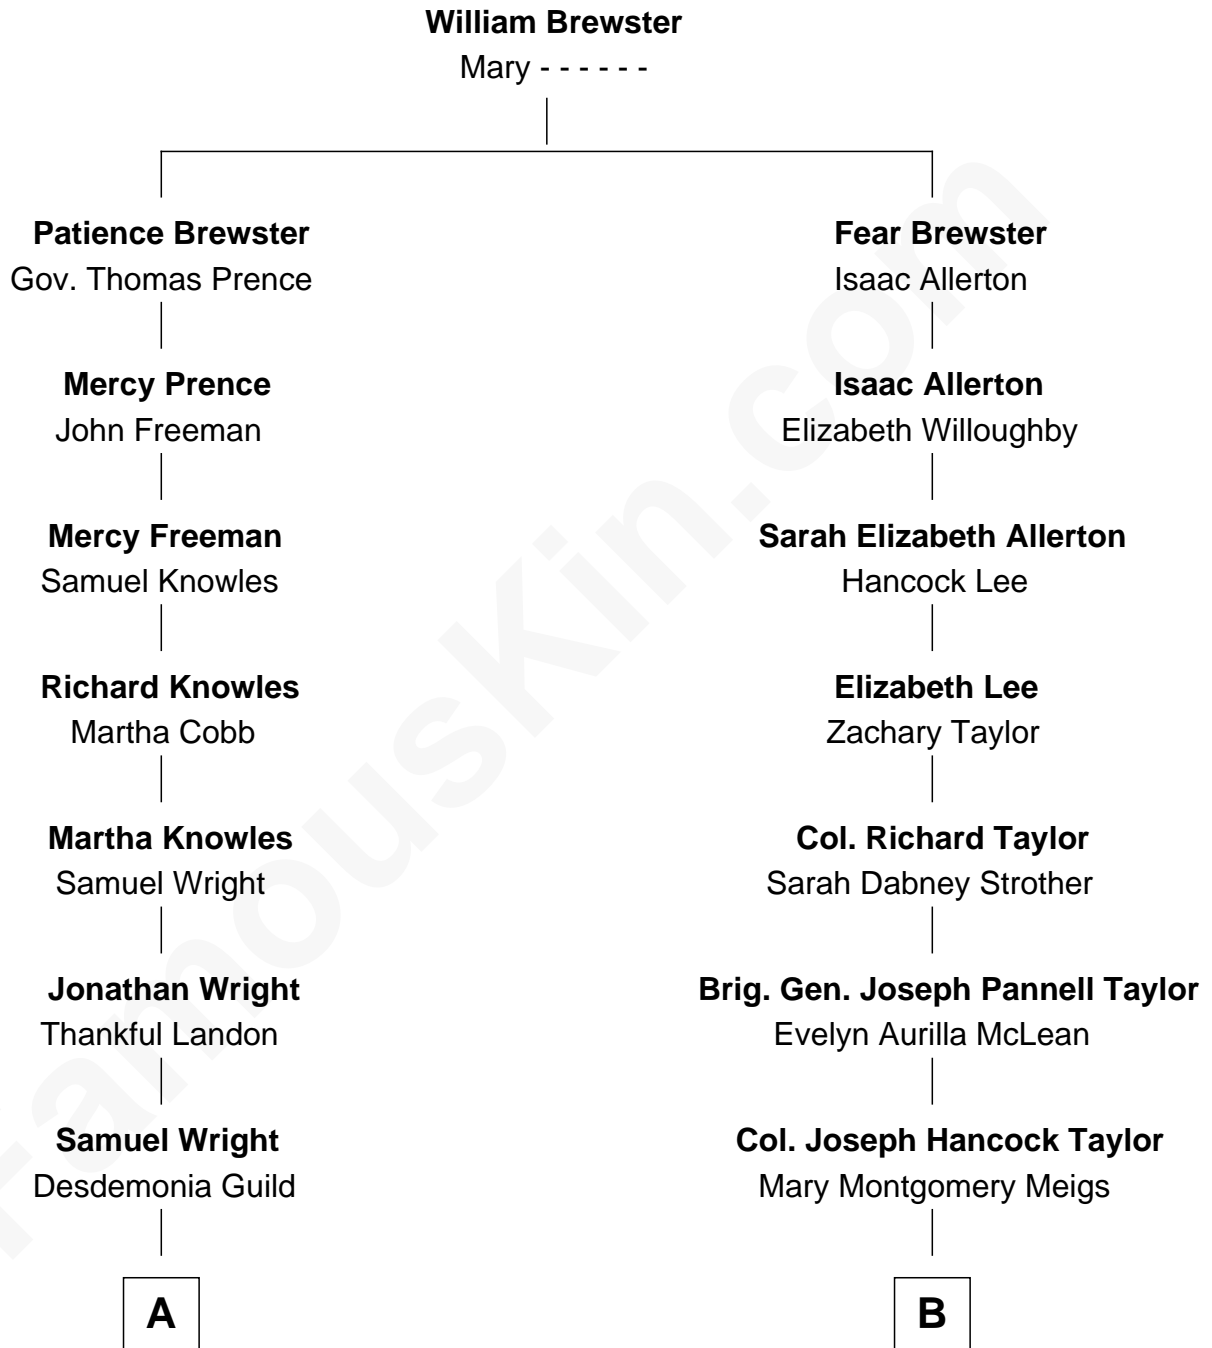 William Brewster
Mary - - - - - -
Patience Brewster
Gov. Thomas Prence
Fear Brewster
Isaac Allerton
Mercy Prence
John Freeman
Isaac Allerton
Elizabeth Willoughby
Mercy Freeman
Samuel Knowles
Sarah Elizabeth Allerton
Hancock Lee
Richard Knowles
Martha Cobb
Elizabeth Lee
Zachary Taylor
Martha Knowles
Samuel Wright
Col. Richard Taylor
Sarah Dabney Strother
Jonathan Wright
Thankful Landon
Brig. Gen. Joseph Pannell Taylor
Evelyn Aurilla McLean
Samuel Wright
Desdemonia Guild
Col. Joseph Hancock Taylor
Mary Montgomery Meigs
A
B
FamousKin.com